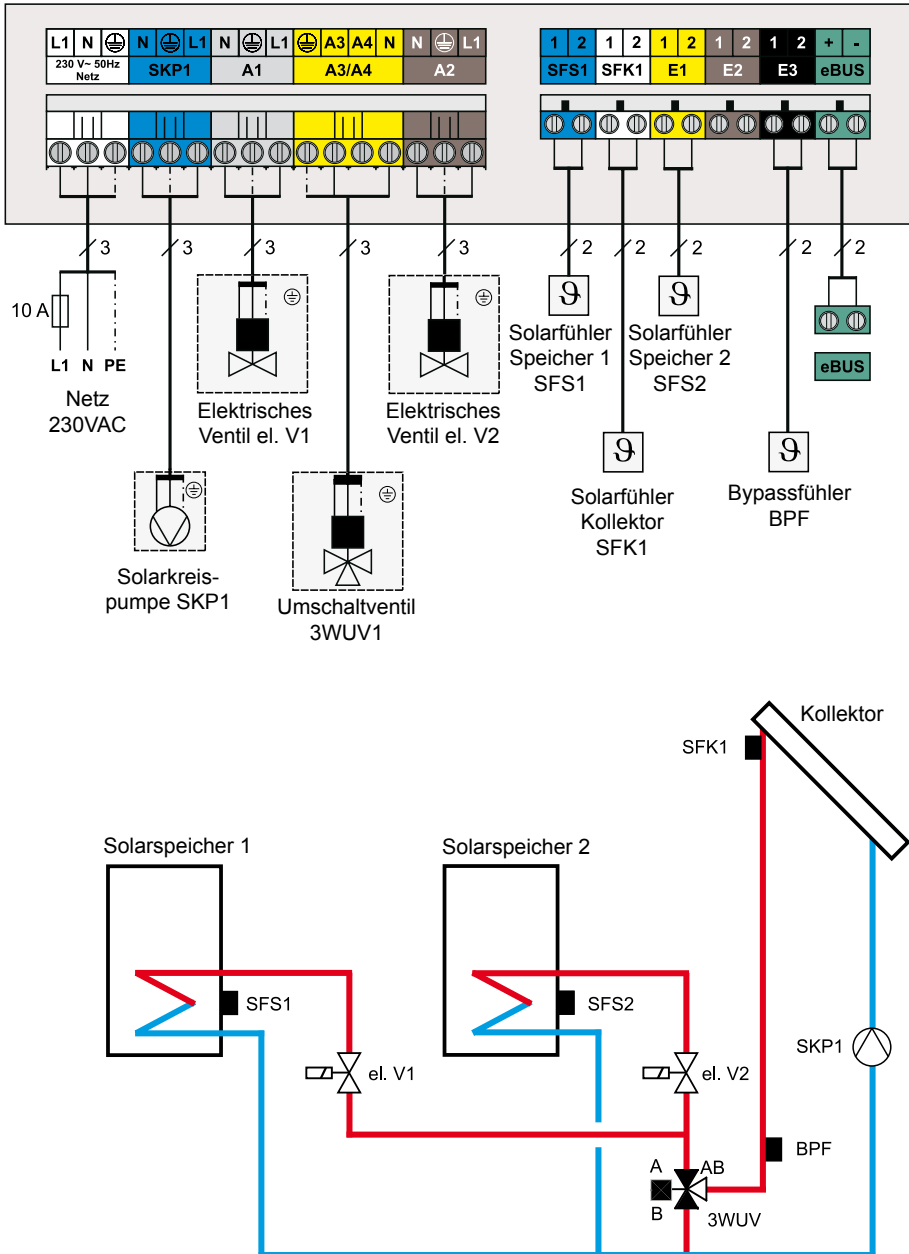 L1 N N L1 N L1 A3 A4 N N L1
230 V~ 50Hz
Netz
SKP1 A1 A3/A4 A2
1 2 1 2 1 2 1 2 1 2 + -
SFS1 SFK1 E1 E2 E3 eBUS
3 3 3 3 3 2 2 2 2 2
10 A
L1 N PE
Netz
230VAC
Elektrisches
Ventil el. V1
Elektrisches
Ventil el. V2
ϑ
Solarfühler
Speicher 1
SFS1
ϑ
Solarfühler
Speicher 2
SFS2
eBUS
Solarkreis-
pumpe SKP1
Umschaltventil
3WUV1
ϑ
Solarfühler
Kollektor
SFK1
ϑ
Bypassfühler
BPF
Kollektor
SFK1
Solarspeicher 1
Solarspeicher 2
SFS1
SFS2
SKP1
el. V1
el. V2
BPF
A AB
B 3WUV